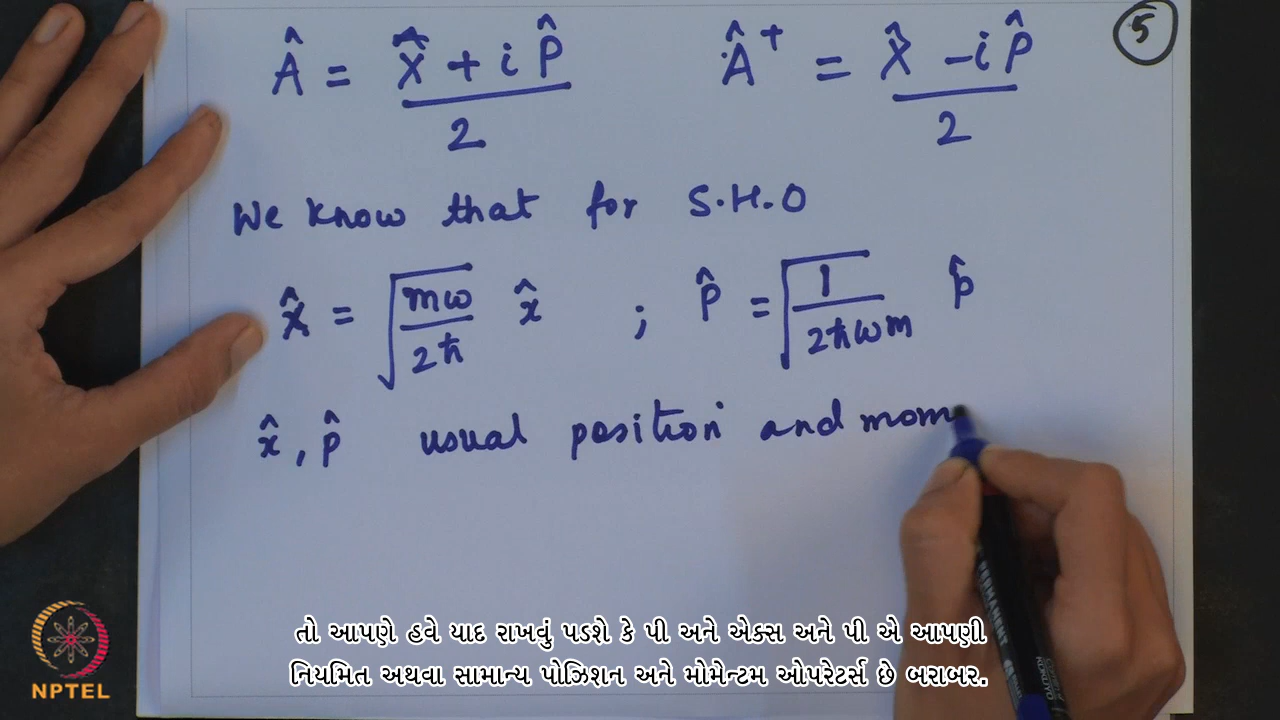 Â = X̂ + i P̂ / 2    Â† = X̂ - i P̂ / 2    5
We know that for S.H.O
X̂ = √(mω / 2ħ) x̂ ; P̂ = √(1 / 2ħωm) p̂
x̂, p̂ usual position and mom
તો આપણે હવે યાદ રાખવું પડશે કે પી અને એક્સ અને પી એ આપણી
નિયમિત અથવા સામાન્ય પોઝિશન અને મોમેન્ટમ ઓપરેટર્સ છે બરાબર.
NPTEL